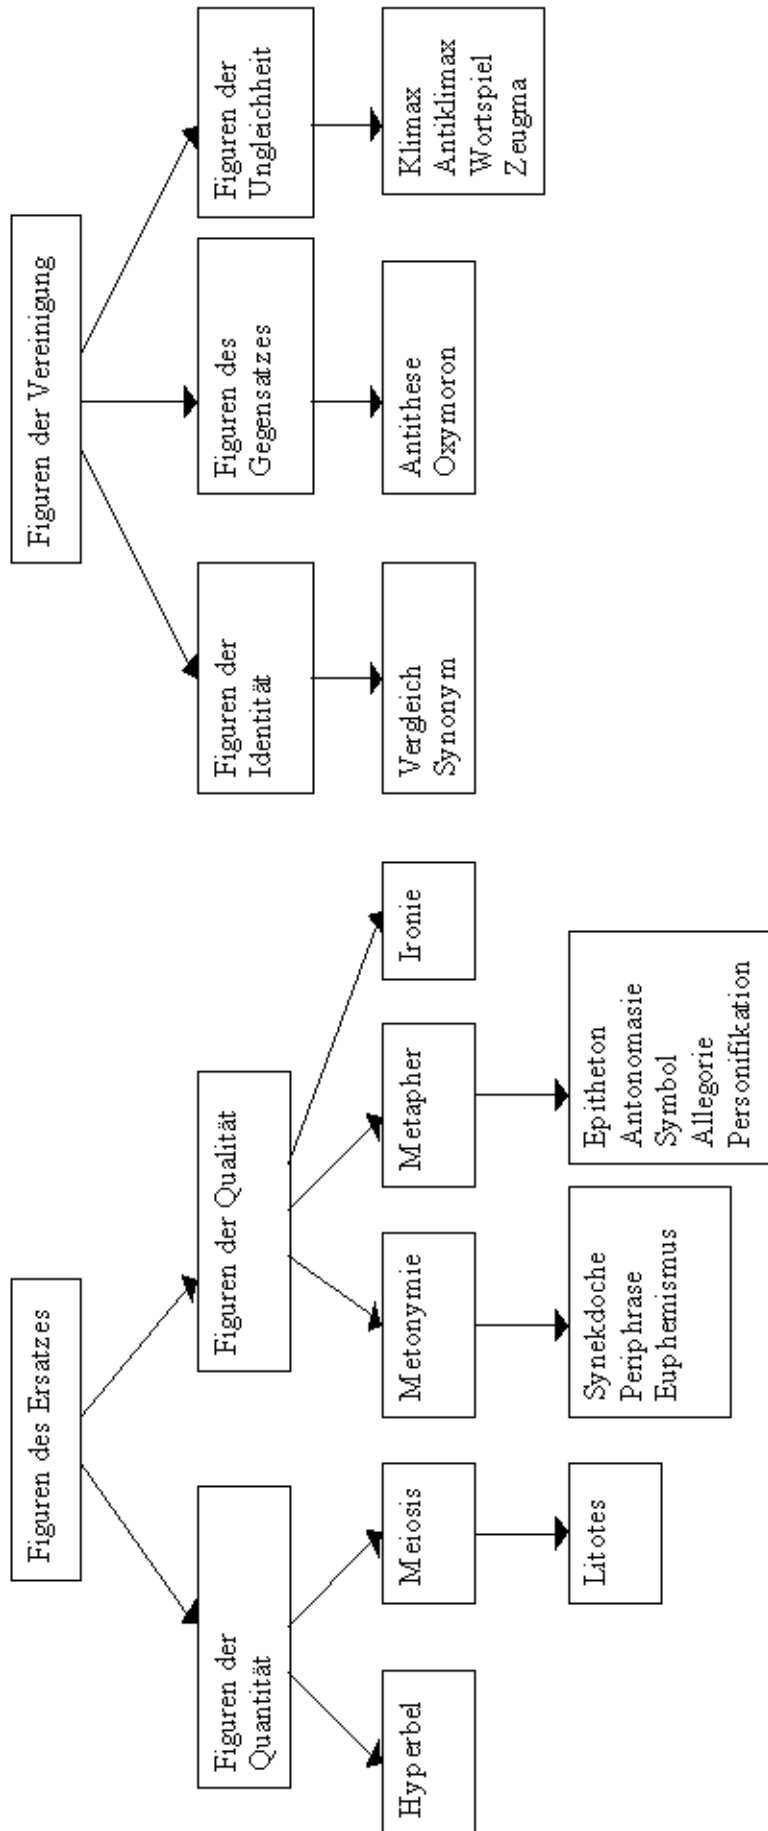 Figuren des Ersatzes
Figuren der
Quantität
Figuren der Qualität
Hyperbel
Meiosis
Metonymie
Metapher
Ironie
Litotes
Synekdoche
Periphrase
Euphemismus
Epitheton
Antonomasie
Symbol
Allegorie
Personifikation
Figuren der Vereinigung
Figuren der
Identität
Figuren des
Gegensatzes
Figuren der
Ungleichheit
Vergleich
Synonym
Antithese
Oxymoron
Klimax
Antiklimax
Wortspiel
Zeugma